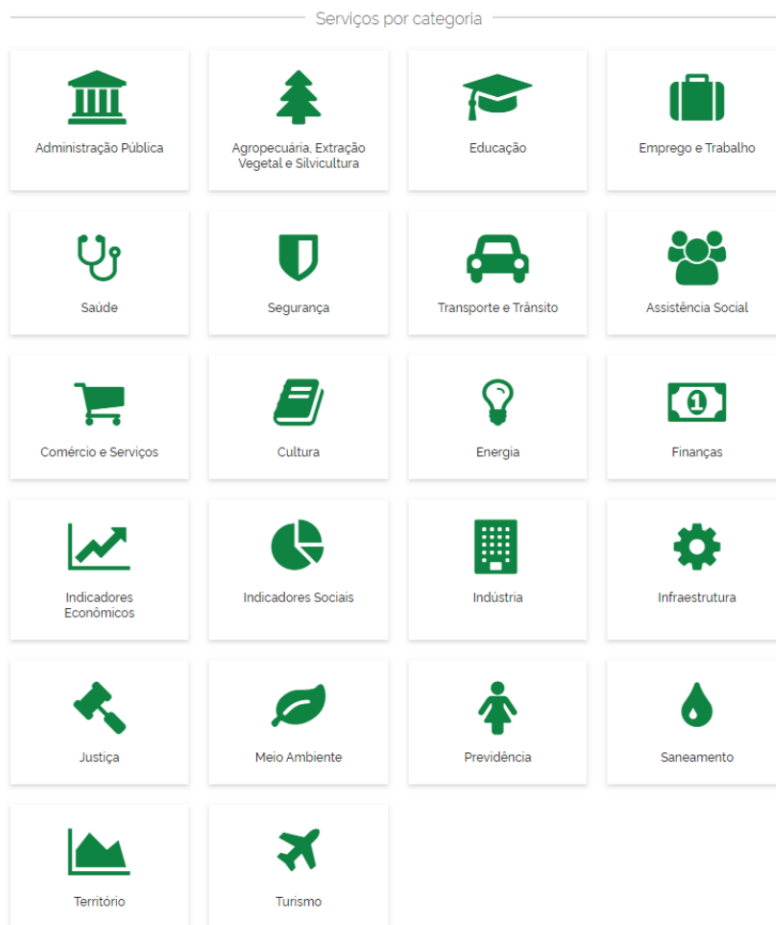 Serviços por categoria
Administração Pública
Agropecuária, Extração
Vegetal e Silvicultura
Educação
Emprego e Trabalho
Saúde
Segurança
Transporte e Trânsito
Assistência Social
Comércio e Serviços
Cultura
Energia
1
Finanças
Indicadores
Econômicos
Indicadores Sociais
Indústria
Infraestrutura
Justiça
Meio Ambiente
Previdência
Saneamento
Território
Turismo